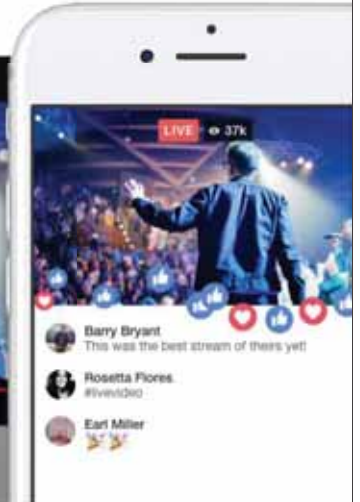 LIVE 37k
Barry Bryant
This was the best stream of theirs yet!
Rosetta Flores
#livevideo
Earl Miller
🎉🎉